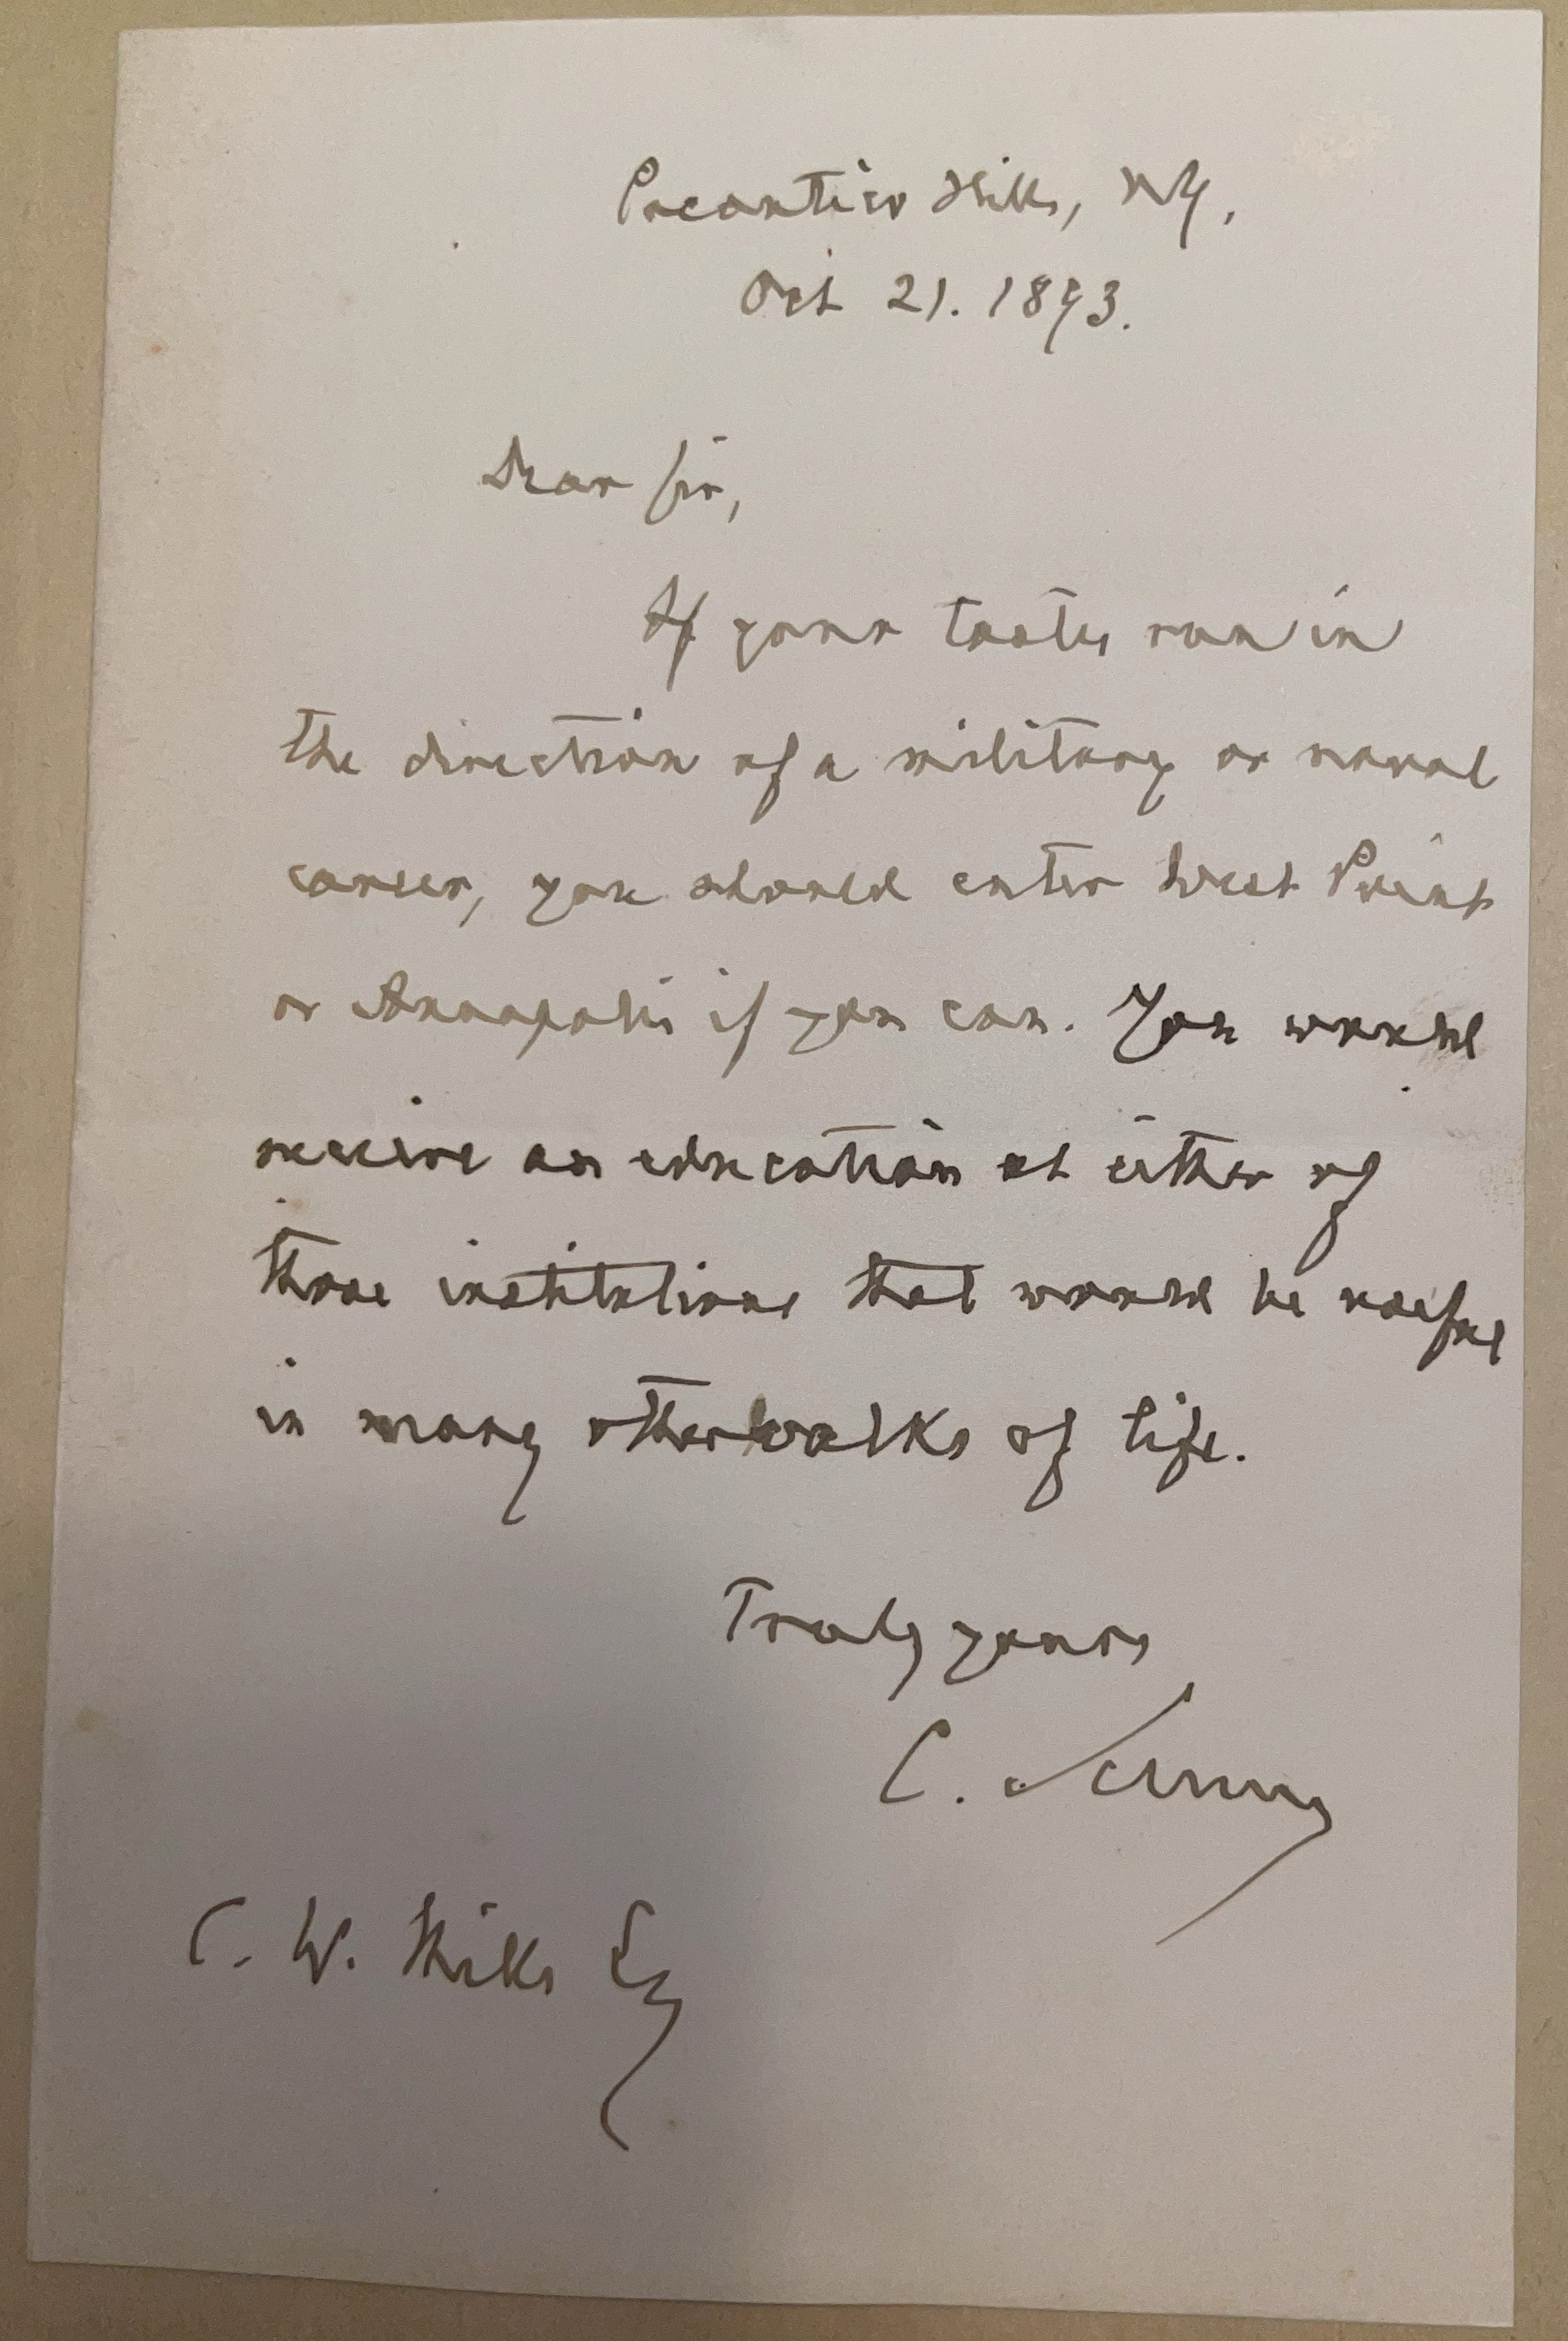 Pocantico Hills, NY.
Oct 21. 1893.
Dear Sir,
If your tastes run in
the direction of a military or naval
career, you should enter West Point
or Annapolis if you can. You would
receive an education at either of
those institutions that would be useful
in many other walks of life.
Truly yours
C.
C. W. Esq